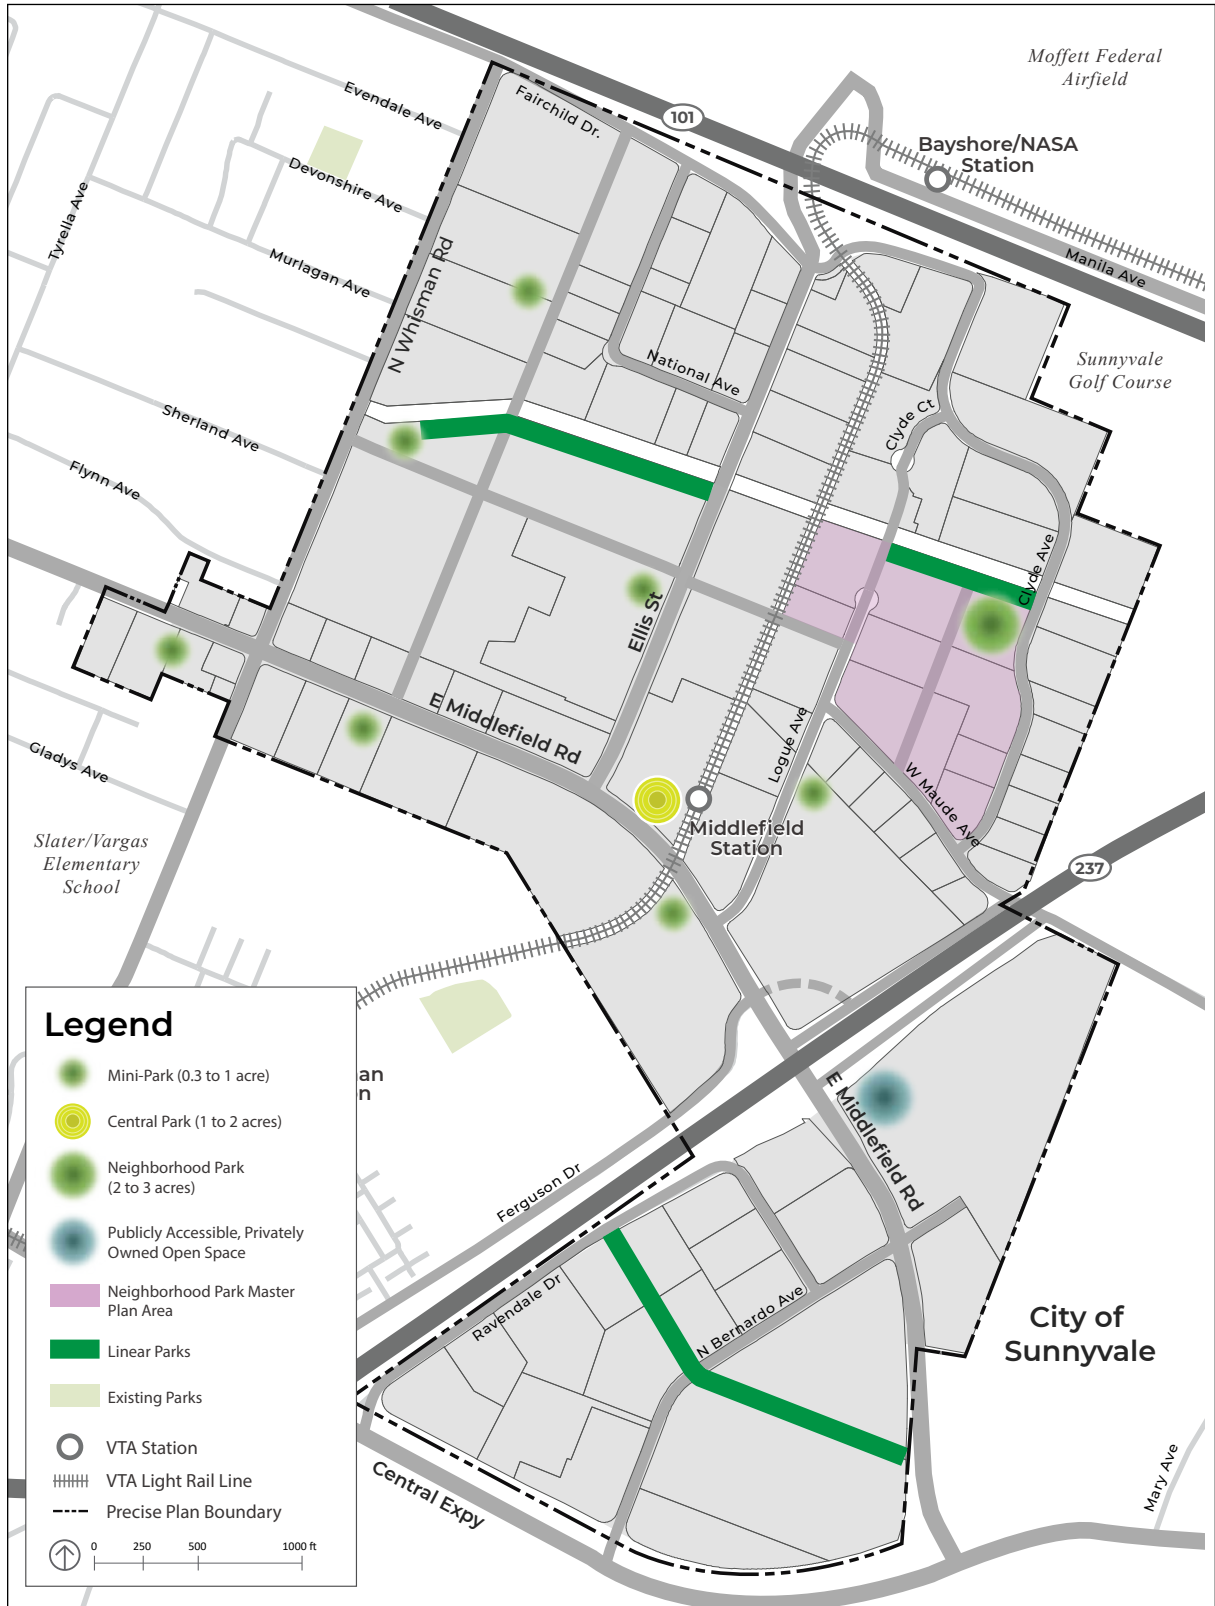 Moffett Federal
Airfield
Evendale Ave
Fairchild Dr.
101
Bayshore/NASA
Station
Devonshire Ave
Tyrella Ave
Murlagan Ave
Manila Ave
N Whisman Rd
National Ave
Sunnyvale
Golf Course
Sherland Ave
Clyde Ct
Flynn Ave
Clyde Ave
Ellis St
E Middlefield Rd
Logue Ave
Gladys Ave
W Maude Ave
Middlefield
Station
Slater/Vargas
Elementary
School
237
an
n
E Middlefield Rd
Ferguson Dr
Ravendale Dr
N Bernardo Ave
City of
Sunnyvale
Central Expy
Mary Ave
Legend
Mini-Park (0.3 to 1 acre)
Central Park (1 to 2 acres)
Neighborhood Park
(2 to 3 acres)
Publicly Accessible, Privately
Owned Open Space
Neighborhood Park Master
Plan Area
Linear Parks
Existing Parks
VTA Station
VTA Light Rail Line
Precise Plan Boundary
0 250 500 1000 ft